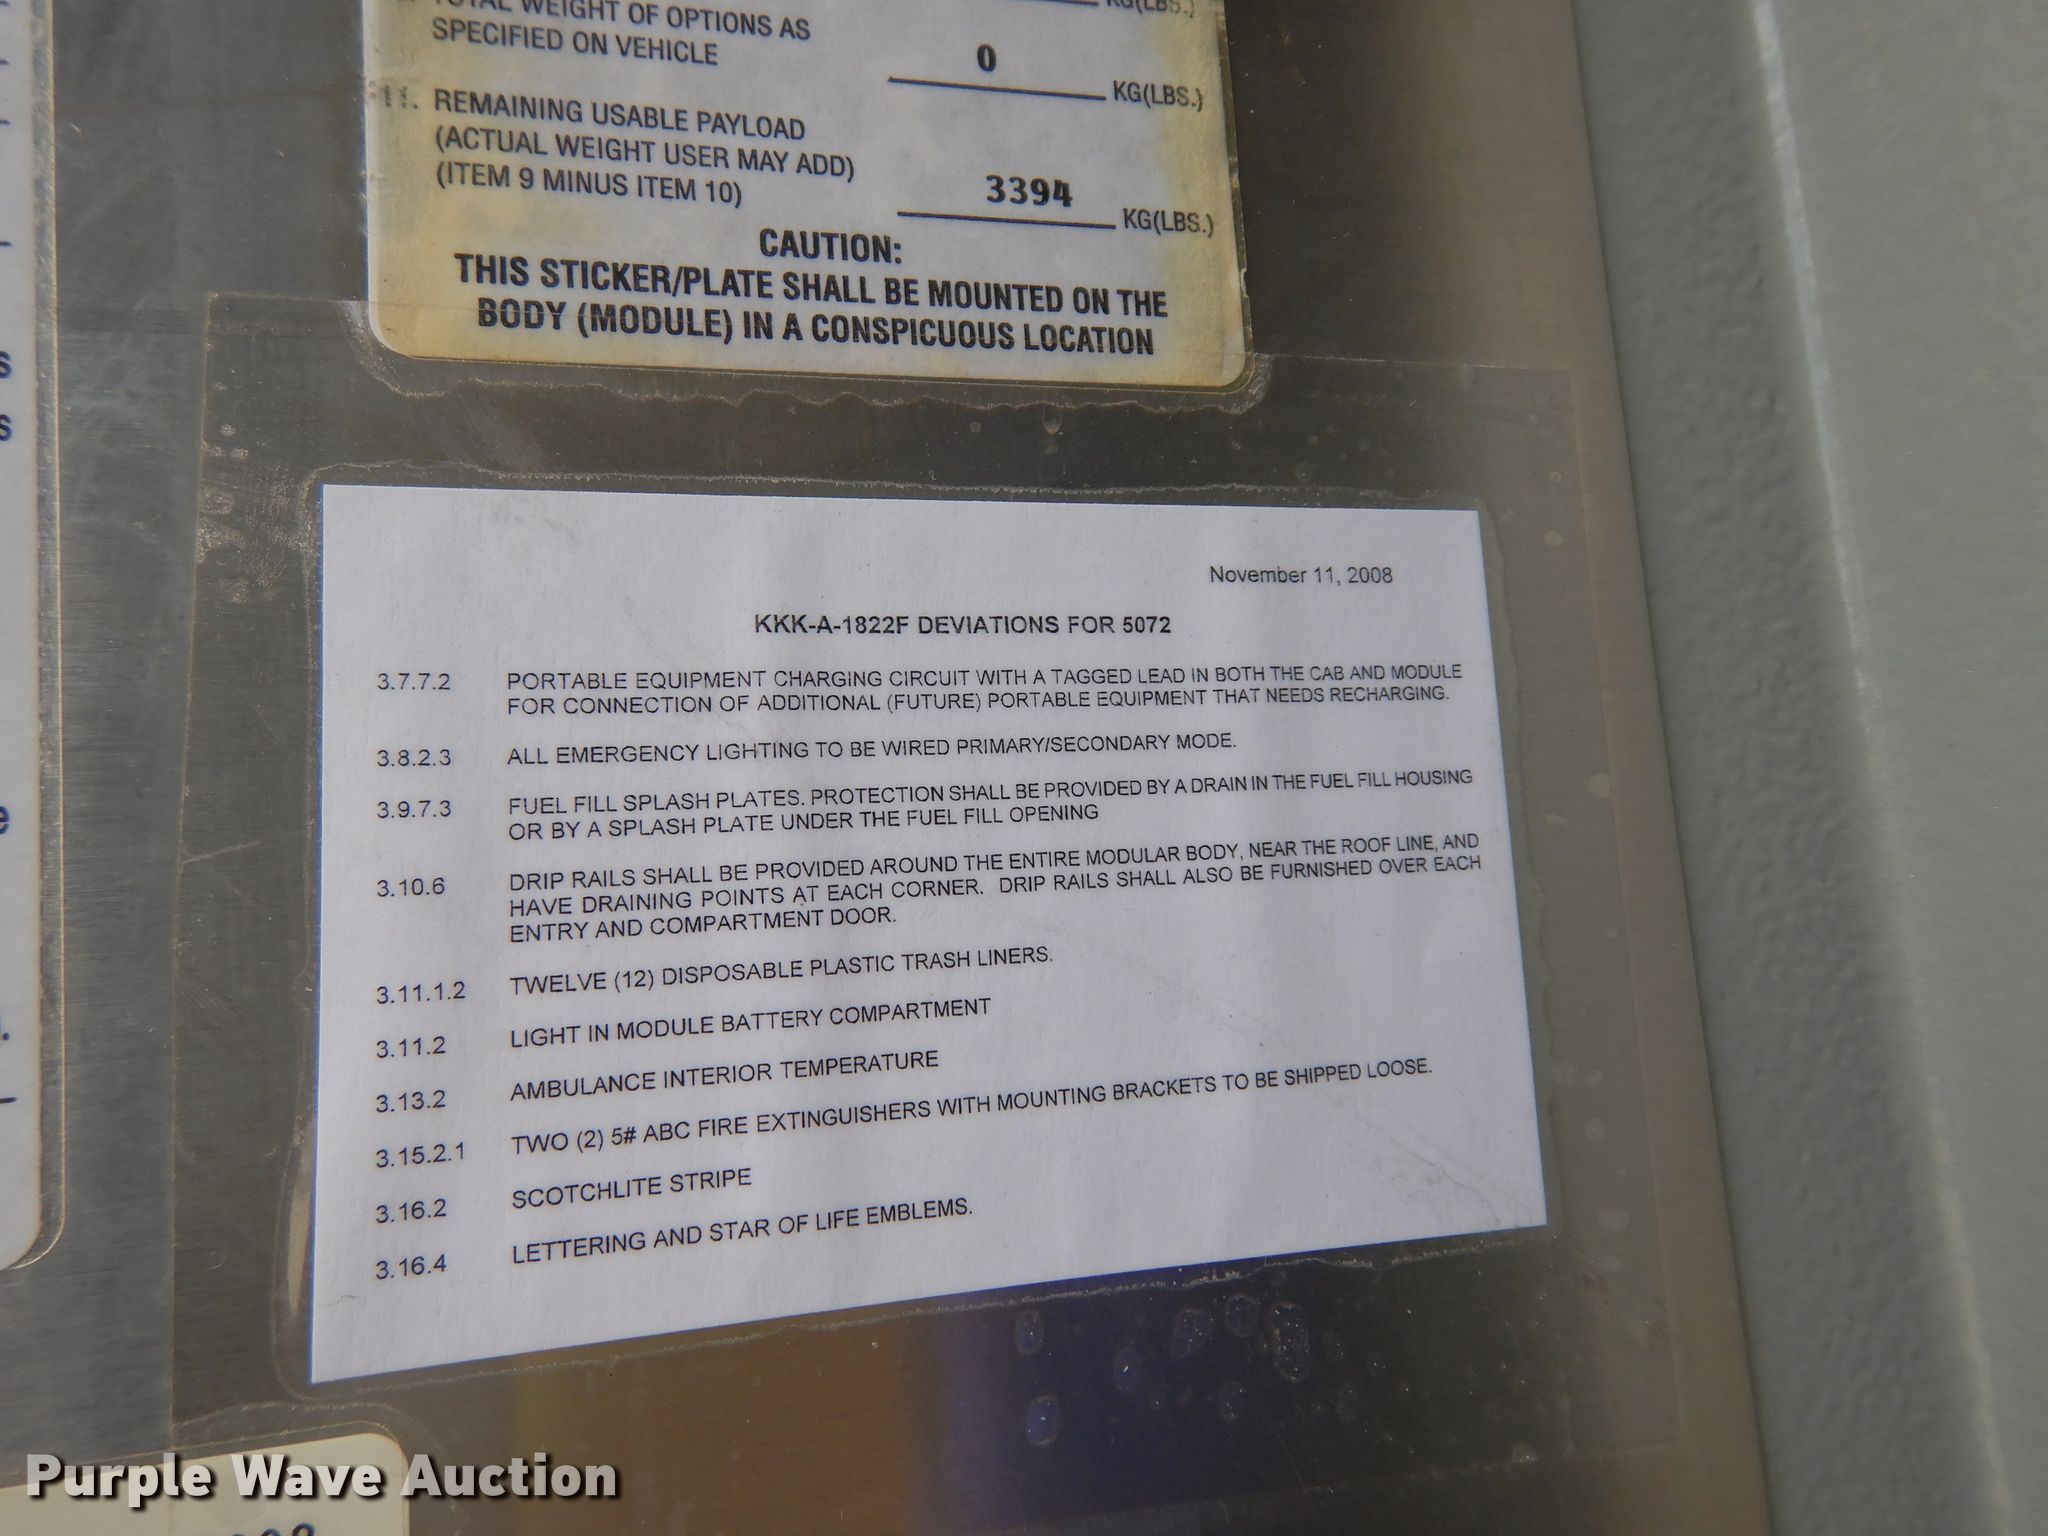 TOTAL WEIGHT OF OPTIONS AS
SPECIFIED ON VEHICLE
0
KG(LBS.)
KG(LBS.)
11. REMAINING USABLE PAYLOAD
(ACTUAL WEIGHT USER MAY ADD)
(ITEM 9 MINUS ITEM 10)
3394
KG(LBS.)
CAUTION:
THIS STICKER/PLATE SHALL BE MOUNTED ON THE
BODY (MODULE) IN A CONSPICUOUS LOCATION
November 11, 2008
KKK-A-1822F DEVIATIONS FOR 5072
3.7.7.2 PORTABLE EQUIPMENT CHARGING CIRCUIT WITH A TAGGED LEAD IN BOTH THE CAB AND MODULE
FOR CONNECTION OF ADDITIONAL (FUTURE) PORTABLE EQUIPMENT THAT NEEDS RECHARGING.
3.8.2.3 ALL EMERGENCY LIGHTING TO BE WIRED PRIMARY/SECONDARY MODE.
3.9.7.3 FUEL FILL SPLASH PLATES. PROTECTION SHALL BE PROVIDED BY A DRAIN IN THE FUEL FILL HOUSING
OR BY A SPLASH PLATE UNDER THE FUEL FILL OPENING
3.10.6 DRIP RAILS SHALL BE PROVIDED AROUND THE ENTIRE MODULAR BODY, NEAR THE ROOF LINE, AND
HAVE DRAINING POINTS AT EACH CORNER. DRIP RAILS SHALL ALSO BE FURNISHED OVER EACH
ENTRY AND COMPARTMENT DOOR.
3.11.1.2 TWELVE (12) DISPOSABLE PLASTIC TRASH LINERS.
3.11.2 LIGHT IN MODULE BATTERY COMPARTMENT
3.13.2 AMBULANCE INTERIOR TEMPERATURE
3.15.2.1 TWO (2) 5# ABC FIRE EXTINGUISHERS WITH MOUNTING BRACKETS TO BE SHIPPED LOOSE.
3.16.2 SCOTCHLITE STRIPE
3.16.4 LETTERING AND STAR OF LIFE EMBLEMS.
Purple Wave Auction